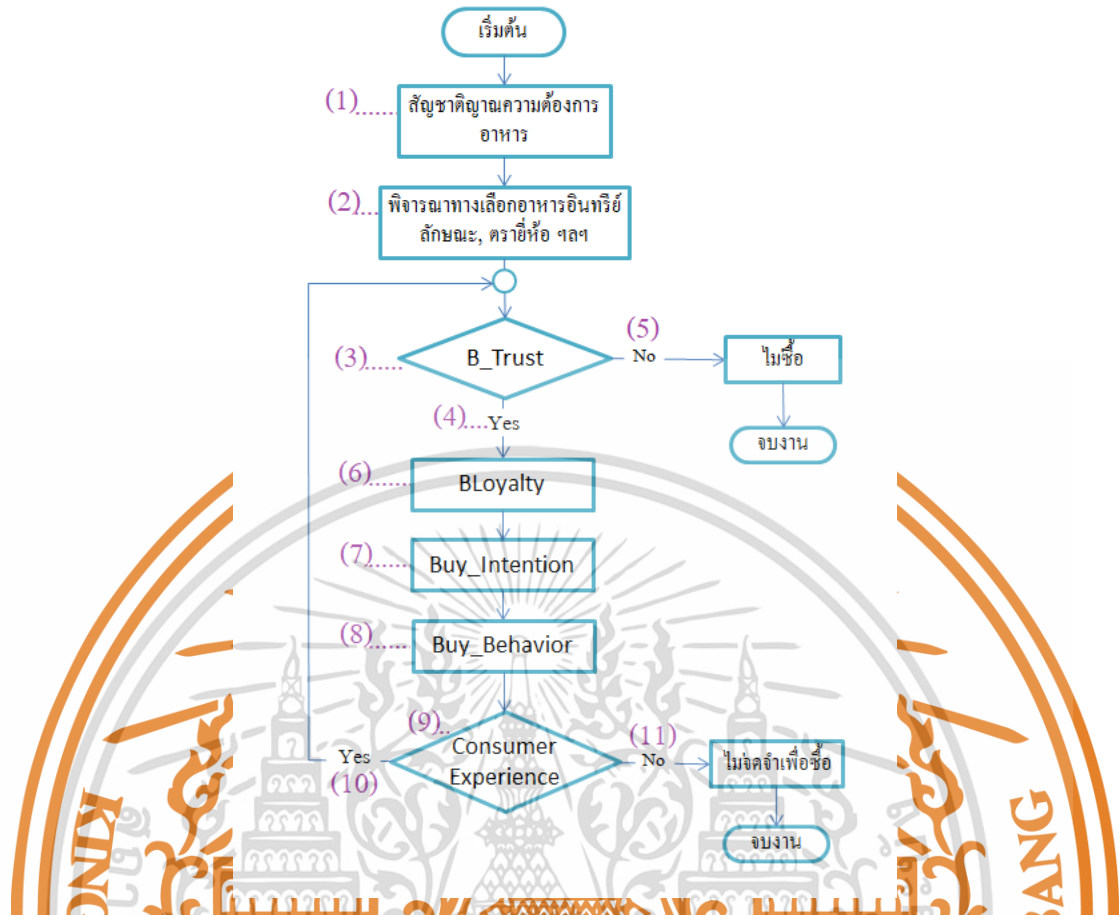 เริ่มต้น
(1)......
สัญชาติญาณความต้องการ
อาหาร
(2)....
พิจารณาทางเลือกอาหารอินทรีย์
ลักษณะ, ตรายี่ห้อ ฯลฯ
(3)......
B_Trust
(5)
No
ไม่ซื้อ
จบงาน
(4)....Yes
(6)......
BLoyalty
(7)......
Buy_Intention
(8)......
Buy_Behavior
(9)..
Consumer
Experience
Yes
(10)
(11)
No
ไม่จดจำเพื่อซื้อ
จบงาน
KING
ANG